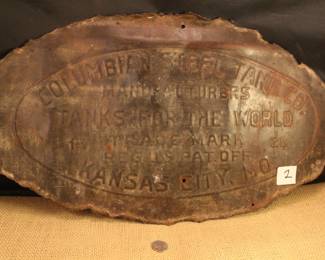 COLUMBIAN STEEL TANK CO.
MANUFACTURERS
TANKS FOR THE WORLD
TRADE MARK
REG. U.S. PAT. OFF.
KANSAS CITY, MO.
2